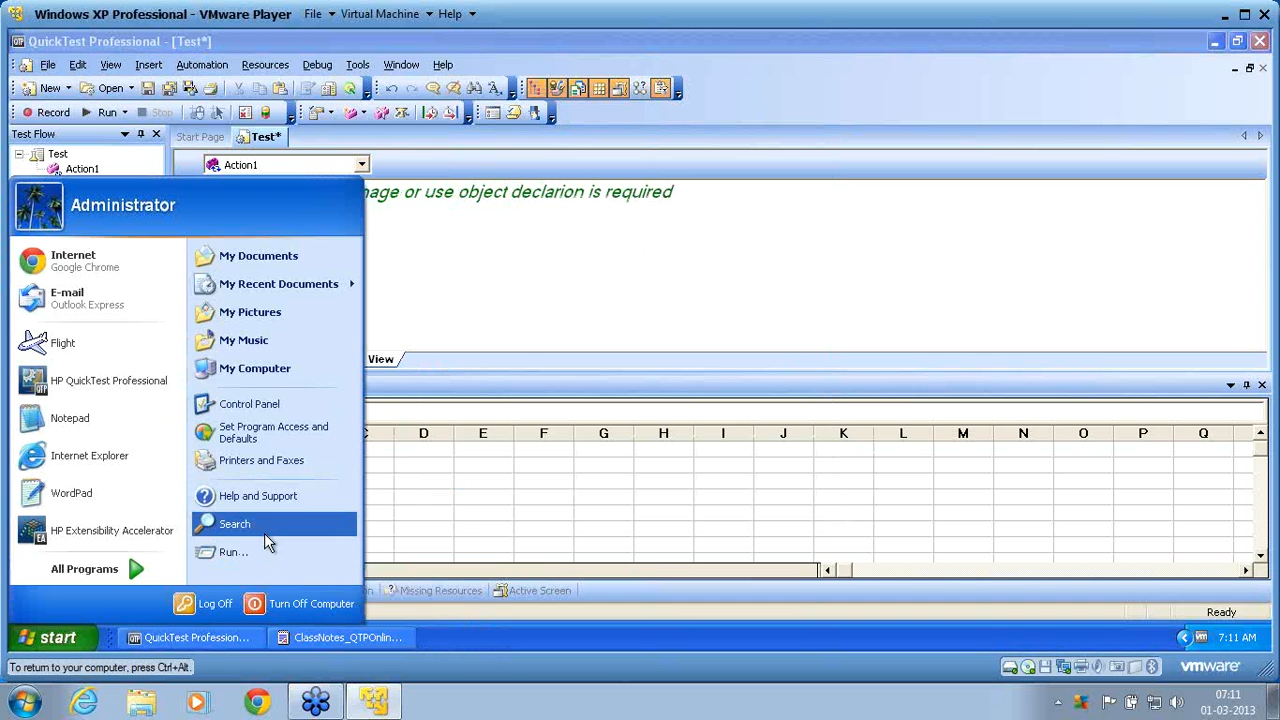 Windows XP Professional - VMware Player File Virtual Machine Help
QuickTest Professional - [Test*]
File Edit View Insert Automation Resources Debug Tools Window Help
New Open
Record Run Stop
Test Flow Start Page Test*
Test
Action1 Action1
Administrator
mage or use object declarion is required
Internet
Google Chrome
E-mail
Outlook Express
Flight
HP QuickTest Professional
Notepad
Internet Explorer
WordPad
HP Extensibility Accelerator
All Programs
My Documents
My Recent Documents
My Pictures
My Music
My Computer
Control Panel
Set Program Access and
Defaults
Printers and Faxes
Help and Support
Search
Run...
Log Off Turn Off Computer
View
C D E F G H I J K L M N O P Q
Missing Resources Active Screen
Ready
start QuickTest Profession... ClassNotes_QTPOnlin... 7:11 AM
To return to your computer, press Ctrl+Alt. vmware
07:11
01-03-2013